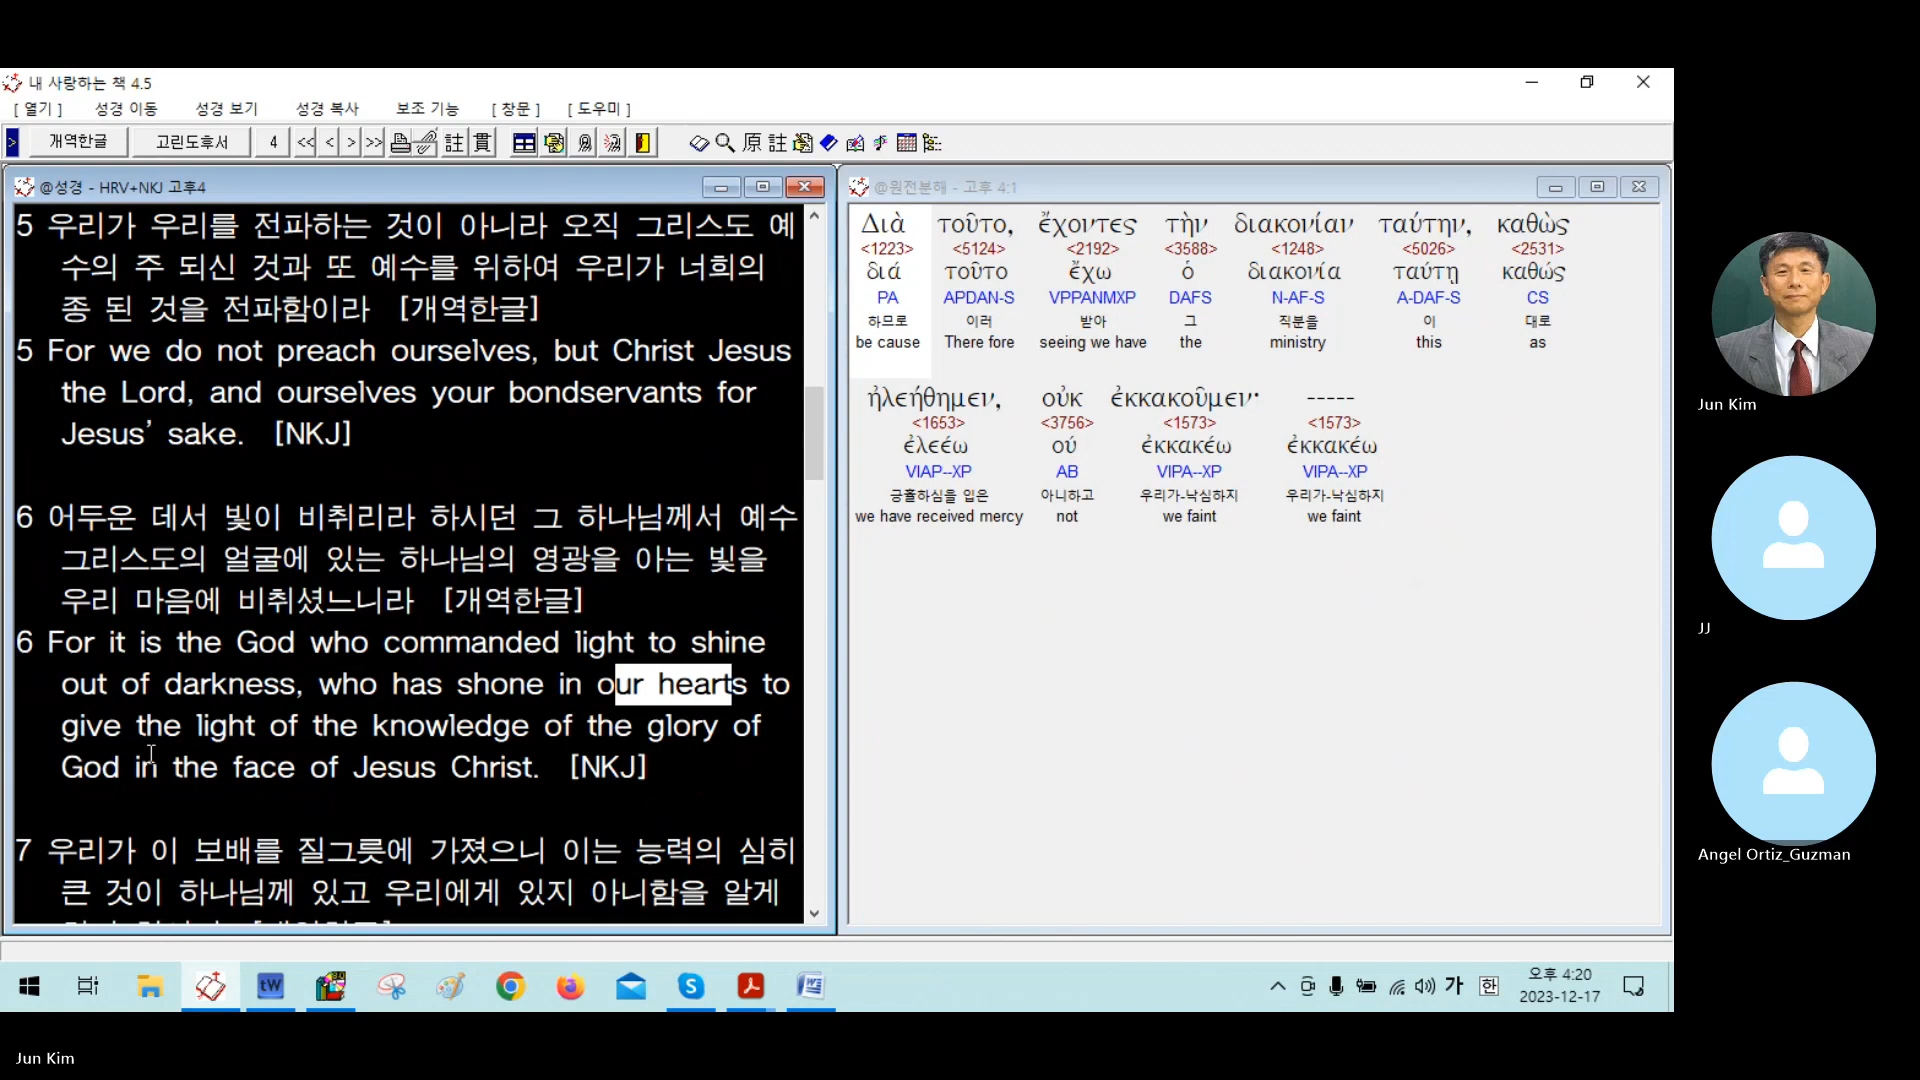 내 사랑하는 책 4.5
[ 열기 ] 성경 이동 성경 보기 성경 복사 보조 기능 [ 창문 ] [ 도우미 ]
> 개역한글 고린도후서 4 << < > >> 註 貫 原 註
@성경 - HRV+NKJ 고후4
5 우리가 우리를 전파하는 것이 아니라 오직 그리스도 예
수의 주 되신 것과 또 예수를 위하여 우리가 너희의
종 된 것을 전파함이라 [개역한글]
5 For we do not preach ourselves, but Christ Jesus
the Lord, and ourselves your bondservants for
Jesus’ sake. [NKJ]
6 어두운 데서 빛이 비취리라 하시던 그 하나님께서 예수
그리스도의 얼굴에 있는 하나님의 영광을 아는 빛을
우리 마음에 비취셨느니라 [개역한글]
6 For it is the God who commanded light to shine
out of darkness, who has shone in our hearts to
give the light of the knowledge of the glory of
God in the face of Jesus Christ. [NKJ]
7 우리가 이 보배를 질그릇에 가졌으니 이는 능력의 심히
큰 것이 하나님께 있고 우리에게 있지 아니함을 알게
@원전분해 - 고후 4:1
Διὰ τοῦτο, ἔχοντες τὴν διακονίαν ταύτην, καθὼς
<1223> <5124> <2192> <3588> <1248> <5026> <2531>
διά τοῦτο ἔχω ὁ διακονία ταύτῃ καθώς
PA APDAN-S VPPANMXP DAFS N-AF-S A-DAF-S CS
하므로 이러 받아 그 직분을 이 대로
be cause There fore seeing we have the ministry this as
ἠλεήθημεν, οὐκ ἐκκακοῦμεν· -----
<1653> <3756> <1573> <1573>
ἐλεέω οὐ ἐκκακέω ἐκκακέω
VIAP--XP AB VIPA--XP VIPA--XP
긍휼하심을 입은 아니하고 우리가-낙심하지 우리가-낙심하지
we have received mercy not we faint we faint
Jun Kim
JJ
Angel Ortiz_Guzman
tW S W 가 한
오후 4:20
2023-12-17
Jun Kim